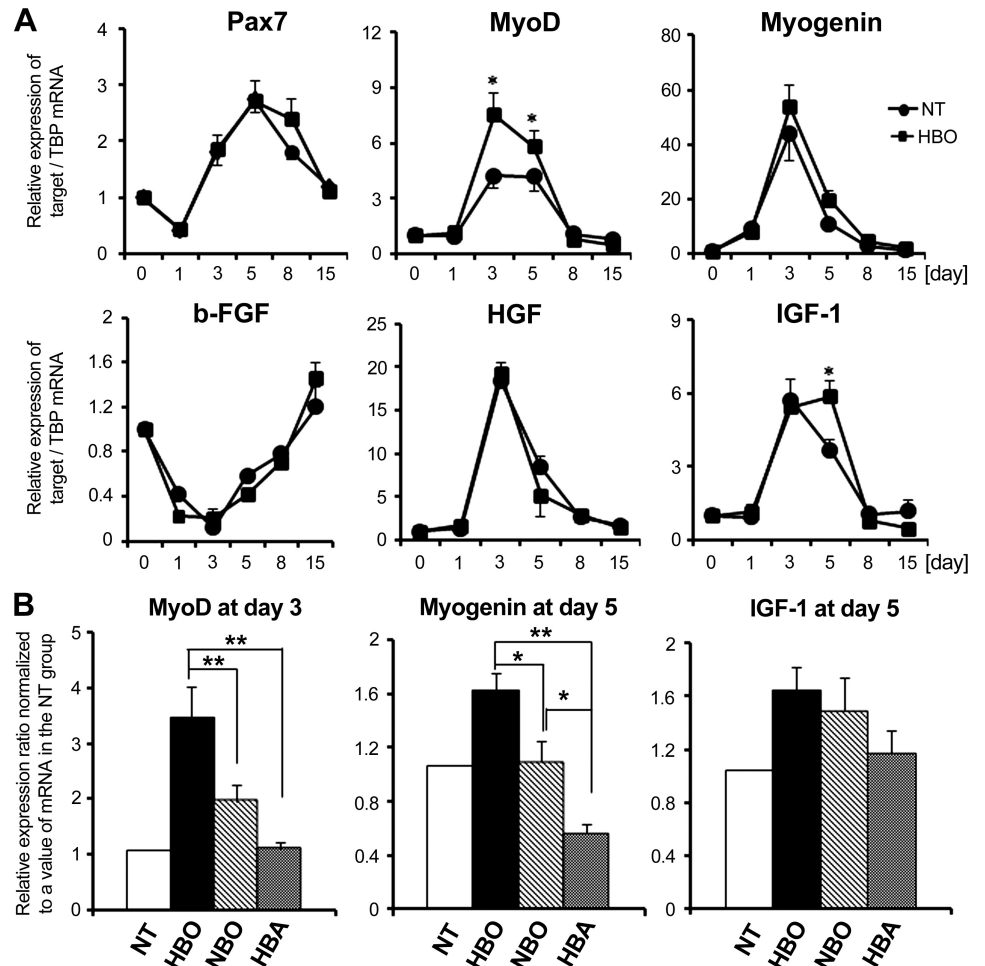 A
Pax7
MyoD
Myogenin
Relative expression of
target / TBP mRNA
4
3
2
1
0
0 1 3 5 8 15
12
9
6
3
0
* *
0 1 3 5 8 15
80
60
40
20
0
0 1 3 5 8 15 [day]
NT
HBO
b-FGF
HGF
IGF-1
Relative expression of
target / TBP mRNA
2
1.6
1.2
0.8
0.4
0
0 1 3 5 8 15
25
20
15
10
5
0
0 1 3 5 8 15
9
6
3
0
*
0 1 3 5 8 15 [day]
B
MyoD at day 3
Myogenin at day 5
IGF-1 at day 5
Relative expression ratio normalized
to a value of mRNA in the NT group
5
4
3
2
1
0
**
**
NT HBO NBO HBA
2
1.6
1.2
0.8
0.4
0
**
*
*
NT HBO NBO HBA
2
1.6
1.2
0.8
0.4
0
NT HBO NBO HBA